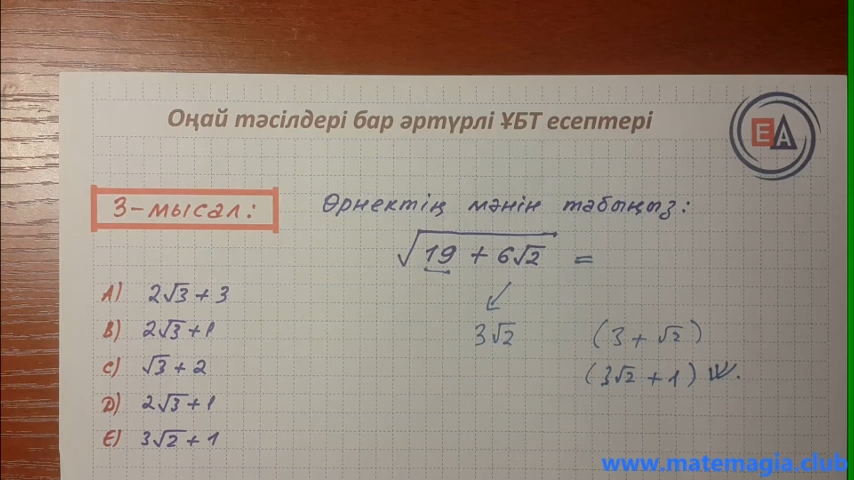 Оңай тәсілдері бар әртүрлі ҰБТ есептері
EA
3-мысал:
Өрнектің мәнін табыңыз:
√(19 + 6√2) =
A) 2√3 + 3
B) 2√3 + 1
C) √3 + 2
D) 2√3 + 1
E) 3√2 + 1
3√2
(3 + √2)
(3√2 + 1)
www.matemagia.club